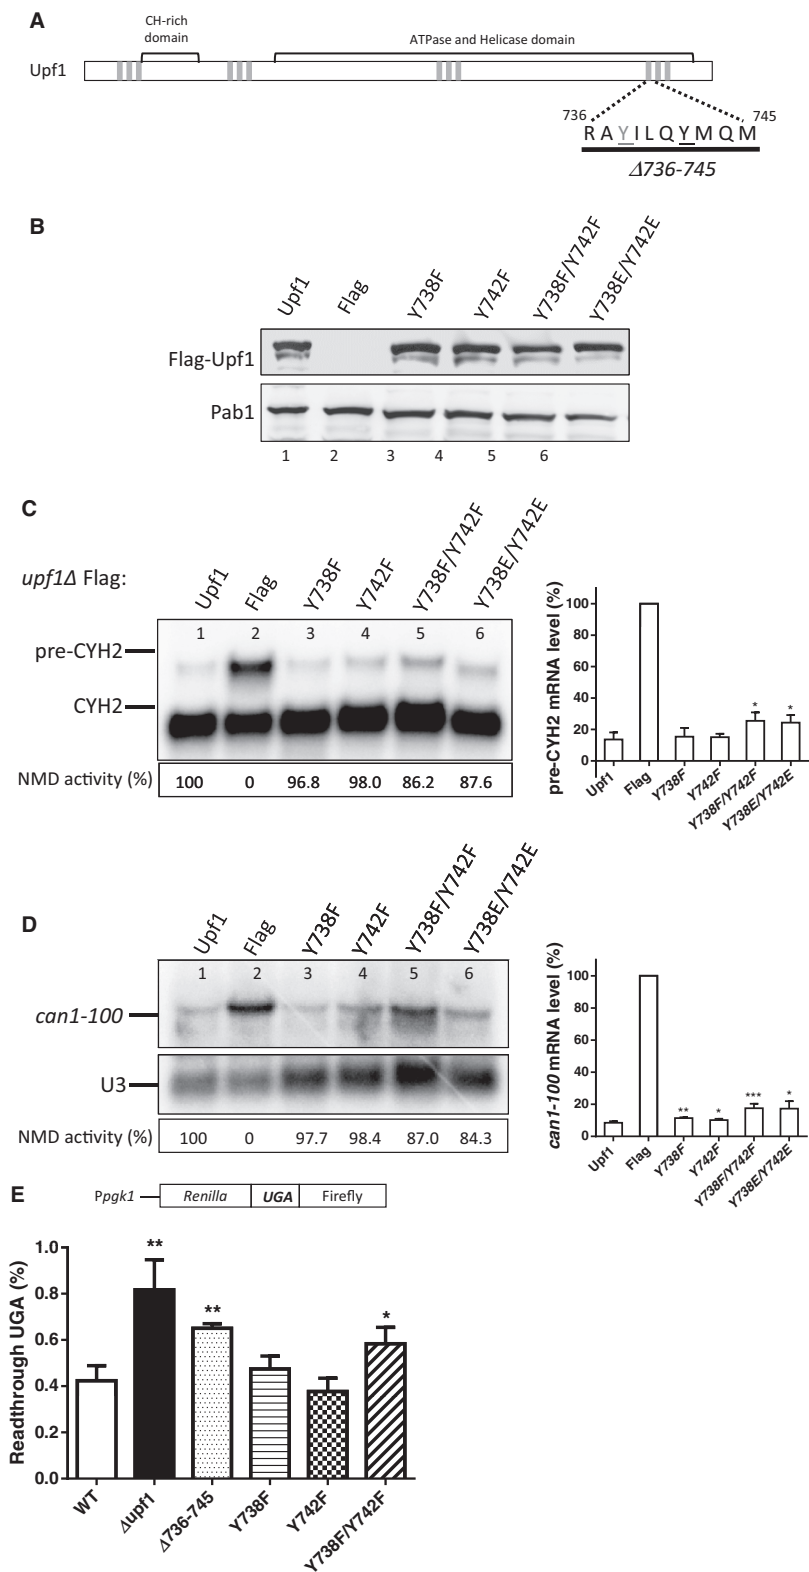 A
CH-rich
domain
ATPase and Helicase domain
Upf1
736
745
R A Y I L Q Y M Q M
Δ736-745
B
Upf1
Flag
Y738F
Y742F
Y738F/Y742F
Y738E/Y742E
Flag-Upf1
Pab1
1 2 3 4 5 6
C
upf1Δ Flag:
Upf1
Flag
Y738F
Y742F
Y738F/Y742F
Y738E/Y742E
1 2 3 4 5 6
pre-CYH2
CYH2
NMD activity (%) 100 0 96.8 98.0 86.2 87.6
pre-CYH2 mRNA level (%)
100
80
60
40
20
0
* *
Upf1
Flag
Y738F
Y742F
Y738F/Y742F
Y738E/Y742E
D
Upf1
Flag
Y738F
Y742F
Y738F/Y742F
Y738E/Y742E
1 2 3 4 5 6
can1-100
U3
NMD activity (%) 100 0 97.7 98.4 87.0 84.3
can1-100 mRNA level (%)
100
80
60
40
20
0
** * *** *
Upf1
Flag
Y738F
Y742F
Y738F/Y742F
Y738E/Y742E
E
Ppgk1 Renilla UGA Firefly
Readthrough UGA (%)
1.0
0.8
0.6
0.4
0.2
0.0
** ** *
WT
Δupf1
Δ736-745
Y738F
Y742F
Y738F/Y742F